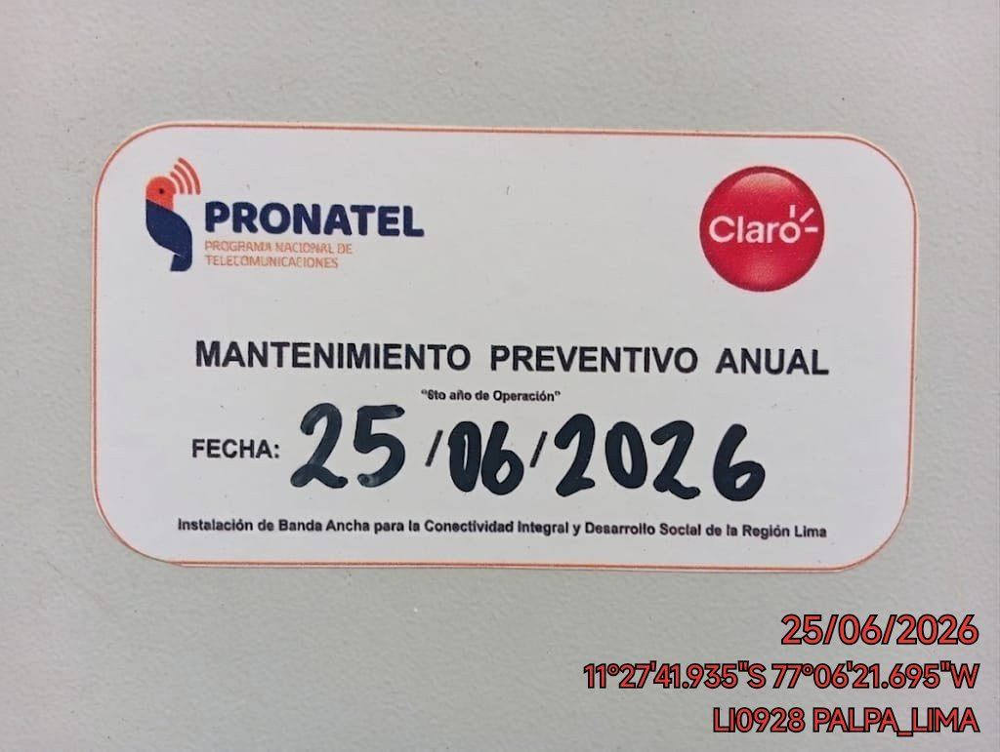 PRONATEL
PROGRAMA NACIONAL DE
TELECOMUNICACIONES
Claro
MANTENIMIENTO PREVENTIVO ANUAL
"6to año de Operación"
FECHA: 25/06/2026
Instalación de Banda Ancha para la Conectividad Integral y Desarrollo Social de la Región Lima
25/06/2026
11°27'41.935"S 77°06'21.695"W
LI0928 PALPA_LIMA